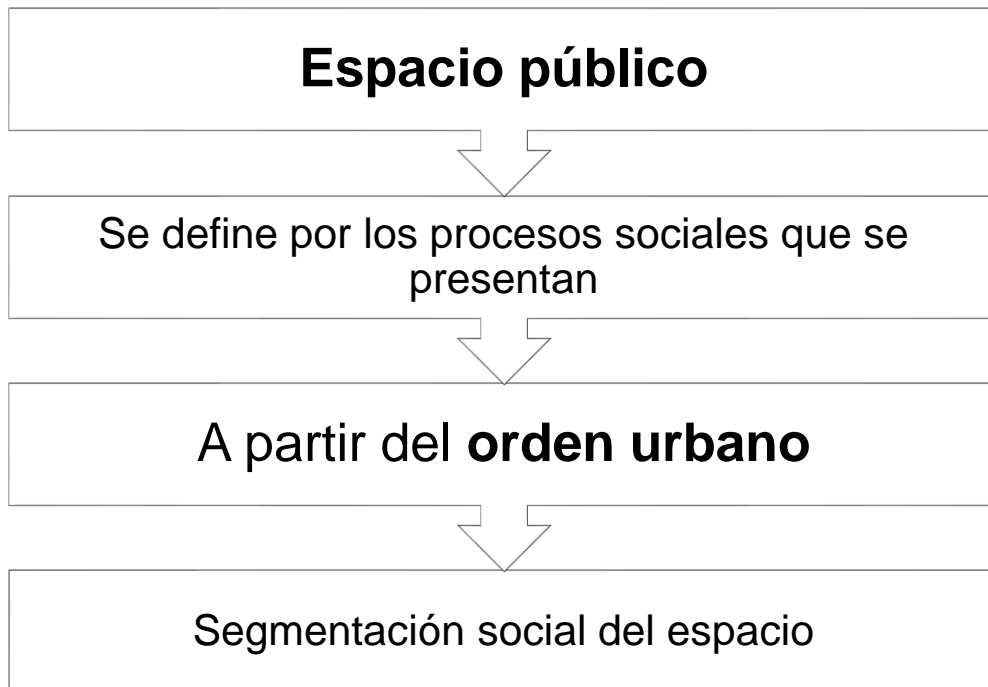 Espacio público
Se define por los procesos sociales que se
presentan
A partir del orden urbano
Segmentación social del espacio